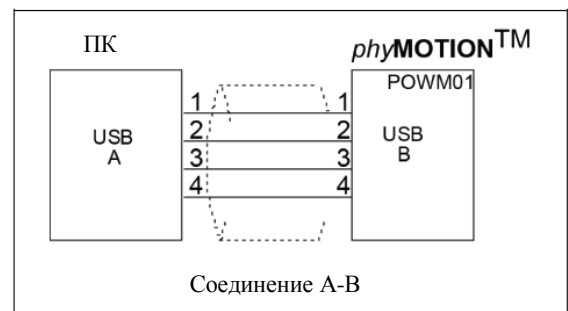 ПК
phyMOTION™
POWM01
USB
A
USB
B
1 1
2 2
3 3
4 4
Соединение А-В